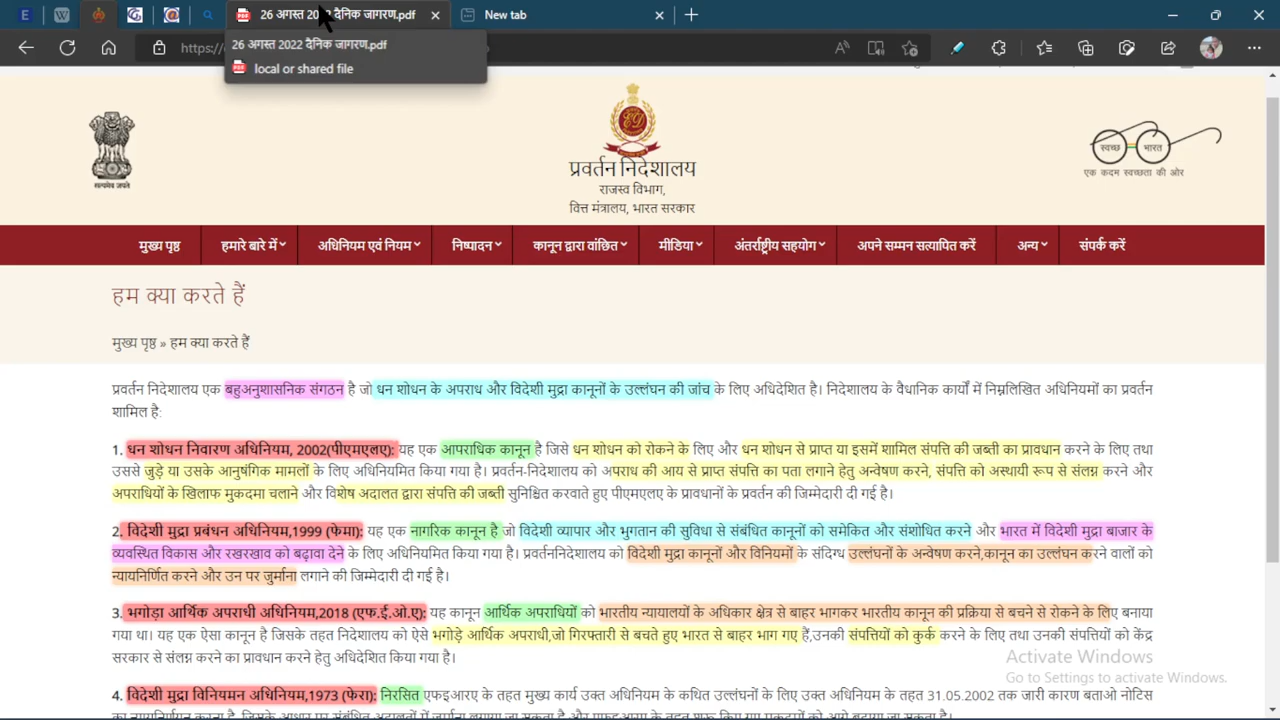 दैनिक जागरण.pdf
New tab
26 अगस्त 2022 दैनिक जागरण.pdf
local or shared file
https://
सत्यमेव जयते
प्रवर्तन निदेशालय
राजस्व विभाग,
वित्त मंत्रालय, भारत सरकार
स्वच्छ भारत
एक कदम स्वच्छता की ओर
मुख्य पृष्ठ हमारे बारे में अधिनियम एवं नियम निष्पादन कानून द्वारा वांछित मीडिया अंतर्राष्ट्रीय सहयोग अपने सम्मन सत्यापित करें अन्य संपर्क करें
हम क्या करते हैं
मुख्य पृष्ठ » हम क्या करते हैं
प्रवर्तन निदेशालय एक बहुअनुशासनिक संगठन है जो धन शोधन के अपराध और विदेशी मुद्रा कानूनों के उल्लंघन की जांच के लिए अधिदेशित है। निदेशालय के वैधानिक कार्यों में निम्नलिखित अधिनियमों का प्रवर्तन
शामिल है:
1. धन शोधन निवारण अधिनियम, 2002(पीएमएलए): यह एक आपराधिक कानून है जिसे धन शोधन को रोकने के लिए और धन शोधन से प्राप्त या इसमें शामिल संपत्ति की जब्ती का प्रावधान करने के लिए तथा
उससे जुड़े या उसके आनुषंगिक मामलों के लिए अधिनियमित किया गया है। प्रवर्तन-निदेशालय को अपराध की आय से प्राप्त संपत्ति का पता लगाने हेतु अन्वेषण करने, संपत्ति को अस्थायी रूप से संलग्न करने और
अपराधियों के खिलाफ मुकदमा चलाने और विशेष अदालत द्वारा संपत्ति की जब्ती सुनिश्चित करवाते हुए पीएमएलए के प्रावधानों के प्रवर्तन की जिम्मेदारी दी गई है।
2. विदेशी मुद्रा प्रबंधन अधिनियम,1999 (फेमा): यह एक नागरिक कानून है जो विदेशी व्यापार और भुगतान की सुविधा से संबंधित कानूनों को समेकित और संशोधित करने और भारत में विदेशी मुद्रा बाजार के
व्यवस्थित विकास और रखरखाव को बढ़ावा देने के लिए अधिनियमित किया गया है। प्रवर्तननिदेशालय को विदेशी मुद्रा कानूनों और विनियमों के संदिग्ध उल्लंघनों के अन्वेषण करने,कानून का उल्लंघन करने वालों को
न्यायनिर्णित करने और उन पर जुर्माना लगाने की जिम्मेदारी दी गई है।
3. भगोड़ा आर्थिक अपराधी अधिनियम,2018 (एफ.ई.ओ.ए): यह कानून आर्थिक अपराधियों को भारतीय न्यायालयों के अधिकार क्षेत्र से बाहर भागकर भारतीय कानून की प्रक्रिया से बचने से रोकने के लिए बनाया
गया था। यह एक ऐसा कानून है जिसके तहत निदेशालय को ऐसे भगोड़े आर्थिक अपराधी,जो गिरफ्तारी से बचते हुए भारत से बाहर भाग गए हैं,उनकी संपत्तियों को कुर्क करने के लिए तथा उनकी संपत्तियों को केंद्र
सरकार से संलग्न करने का प्रावधान करने हेतु अधिदेशित किया गया है।
Activate Windows
Go to Settings to activate Windows.
4. विदेशी मुद्रा विनियमन अधिनियम,1973 (फेरा): निरसित एफइआरए के तहत मुख्य कार्य उक्त अधिनियम के कथित उल्लंघनों के लिए उक्त अधिनियम के तहत 31.05.2002 तक जारी कारण बताओ नोटिस